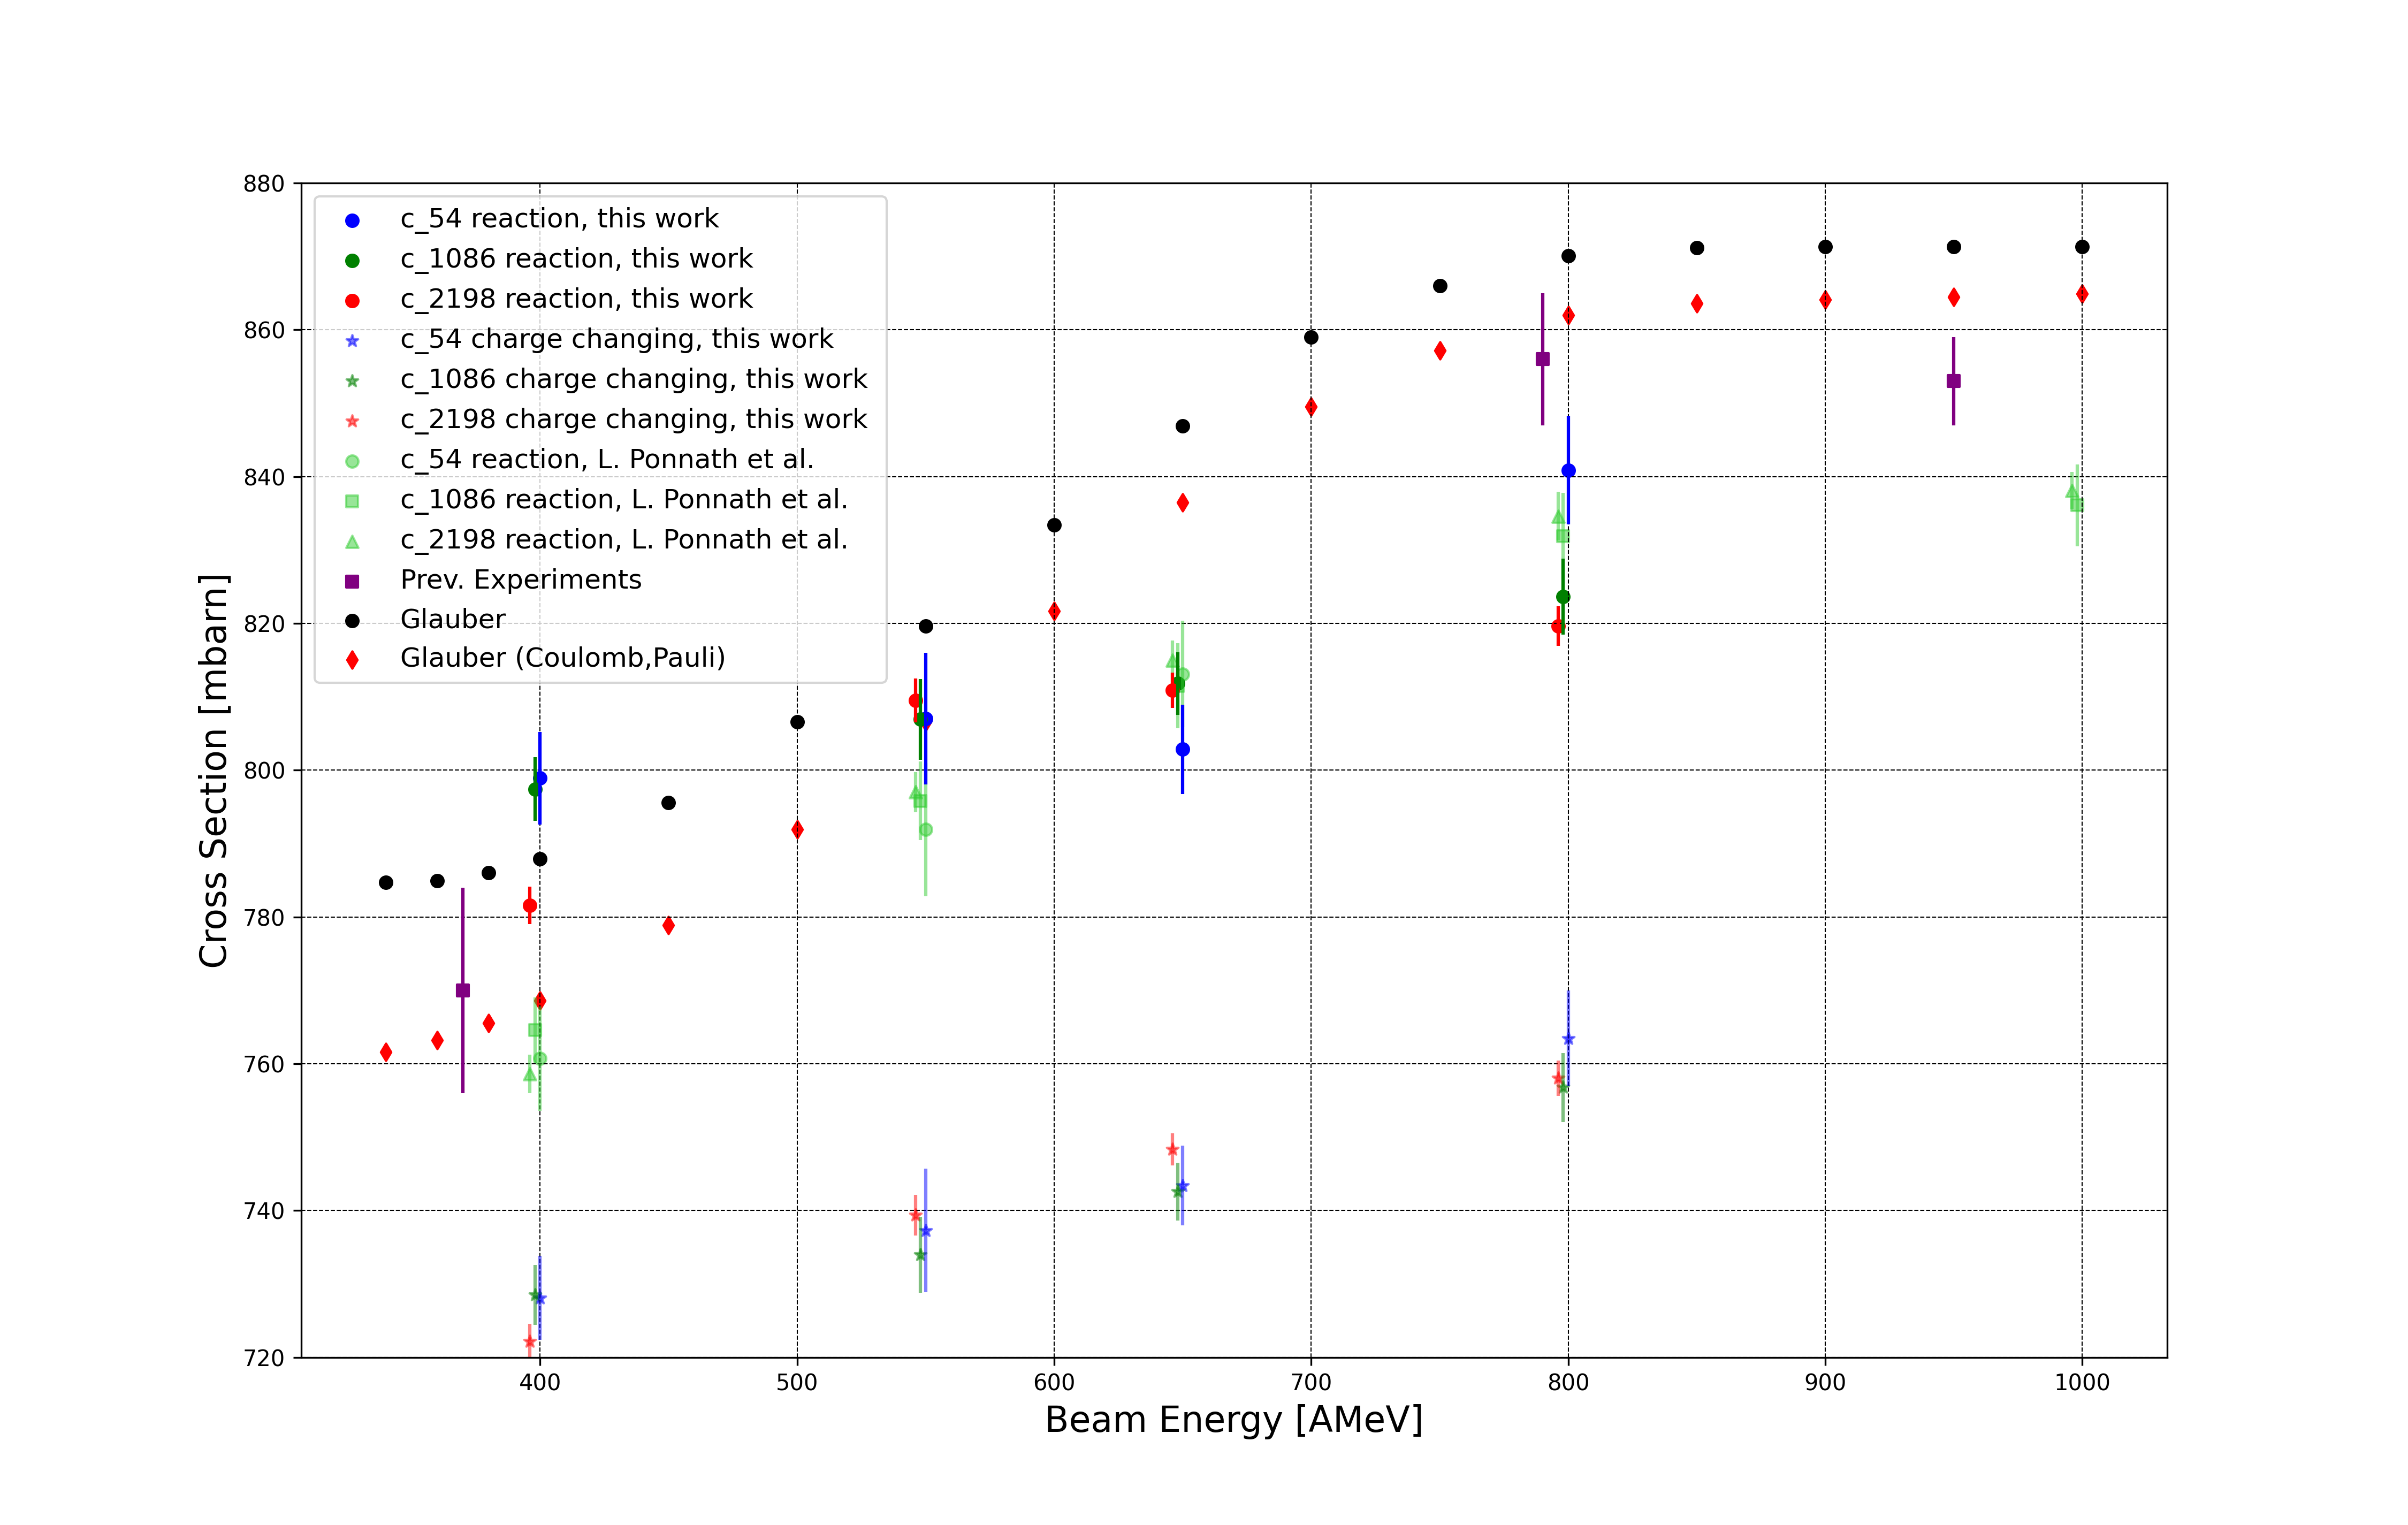 880
860
840
820
800
780
760
740
720
Cross Section [mbarn]
c_54 reaction, this work
c_1086 reaction, this work
c_2198 reaction, this work
c_54 charge changing, this work
c_1086 charge changing, this work
c_2198 charge changing, this work
c_54 reaction, L. Ponnath et al.
c_1086 reaction, L. Ponnath et al.
c_2198 reaction, L. Ponnath et al.
Prev. Experiments
Glauber
Glauber (Coulomb,Pauli)
400 500 600 700 800 900 1000
Beam Energy [AMeV]